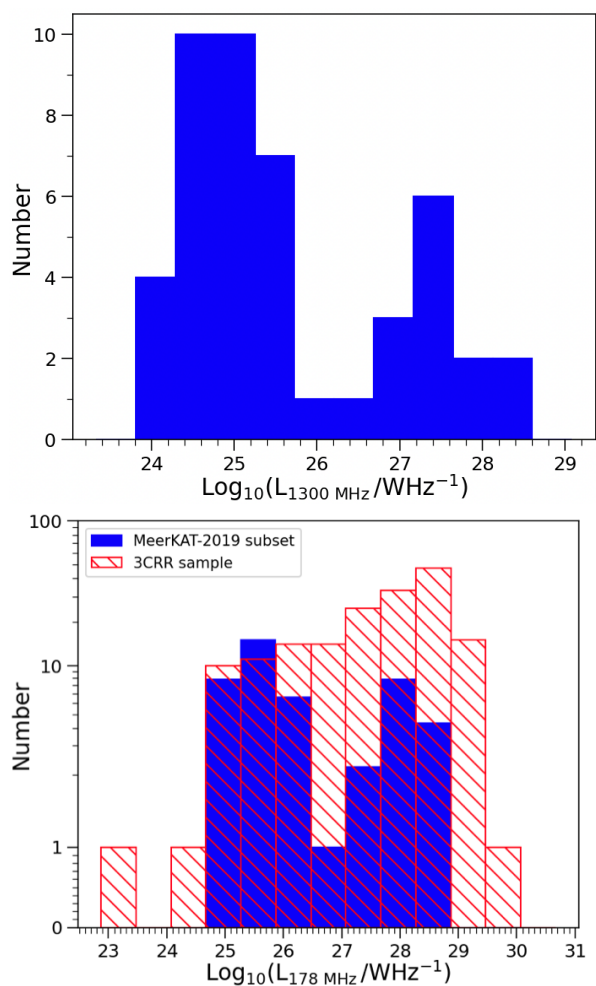 10
8
6
4
2
0
Number
24 25 26 27 28 29
Log₁₀(L₁₃₀₀ MHz/WHz⁻¹)
100
10
1
0
Number
MeerKAT-2019 subset
3CRR sample
23 24 25 26 27 28 29 30 31
Log₁₀(L₁₇₈ MHz/WHz⁻¹)